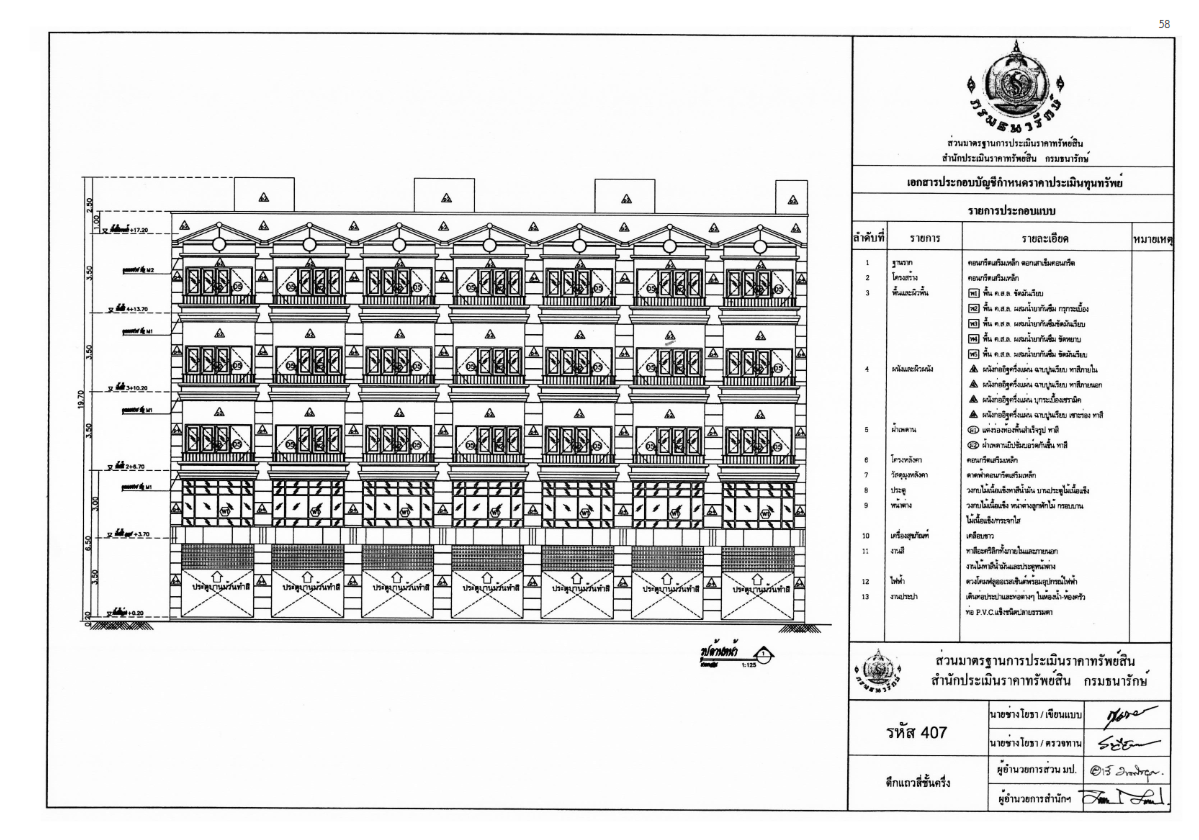 58
กรมธนารักษ์
ส่วนมาตรฐานการประเมินราคาทรัพย์สิน
สำนักประเมินราคาทรัพย์สิน กรมธนารักษ์
เอกสารประกอบบัญชีกำหนดราคาประเมินทุนทรัพย์
รายการประกอบแบบ
ลำดับที่ รายการ รายละเอียด หมายเหตุ
1 ฐานราก คอนกรีตเสริมเหล็ก ตอกเสาเข็มคอนกรีต
2 โครงสร้าง คอนกรีตเสริมเหล็ก
3 พื้นและผิวพื้น พ1 พื้น ค.ส.ล. ขัดมันเรียบ
พ2 พื้น ค.ส.ล. ผสมน้ำยากันซึม กรุกระเบื้อง
พ3 พื้น ค.ส.ล. ผสมน้ำยากันซึมขัดมันเรียบ
พ4 พื้น ค.ส.ล. ผสมน้ำยากันซึม ขัดหยาบ
พ5 พื้น ค.ส.ล. ผสมน้ำยากันซึม ขัดมันเรียบ
4 ผนังและผิวผนัง ผนังก่ออิฐครึ่งแผ่น ฉาบปูนเรียบ ทาสีภายใน
ผนังก่ออิฐครึ่งแผ่น ฉาบปูนเรียบ ทาสีภายนอก
ผนังก่ออิฐครึ่งแผ่น บุกระเบื้องเซรามิค
ผนังก่ออิฐครึ่งแผ่น ฉาบปูนเรียบ เซาะร่อง ทาสี
5 ฝ้าเพดาน แต่งร่องท้องพื้นสำเร็จรูป ทาสี
ฝ้าเพดานยิปซั่มบอร์ดกันชื้น ทาสี
6 โครงหลังคา คอนกรีตเสริมเหล็ก
7 วัสดุมุงหลังคา ดาดฟ้าคอนกรีตเสริมเหล็ก
8 ประตู วงกบไม้เนื้อแข็งทาสีน้ำมัน บานประตูไม้เนื้อแข็ง
9 หน้าต่าง วงกบไม้เนื้อแข็ง หน้าต่างลูกฟักไม้ กรอบบาน
ไม้เนื้อแข็ง/กระจกใส
10 เครื่องสุขภัณฑ์ เคลือบขาว
11 งานสี ทาสีอะคริลิกทั้งภายในและภายนอก
งานไม้ทาสีน้ำมันและประตูหน้าต่าง
12 ไฟฟ้า ดวงโคมฟลูออเรสเซ็นต์พร้อมอุปกรณ์ไฟฟ้า
13 งานประปา เดินท่อประปาและท่อต่างๆ ในห้องน้ำ-ห้องครัว
ท่อ P.V.C.แข็งชนิดปลายธรรมดา
ส่วนมาตรฐานการประเมินราคาทรัพย์สิน
สำนักประเมินราคาทรัพย์สิน กรมธนารักษ์
รหัส 407
นายช่างโยธา / เขียนแบบ
นายช่างโยธา / ตรวจทาน
ตึกแถวสี่ชั้นครึ่ง
ผู้อำนวยการส่วน มป.
ผู้อำนวยการสำนักฯ
2.50
1.00
+17.20
3.50
M2
+13.70
M1
3.50
19.70
+10.20
M1
3.50
+6.70
M1
3.00
+3.70
6.50
3.50
+0.20
0.20
ประตูบานม้วนทำสี ประตูบานม้วนทำสี ประตูบานม้วนทำสี ประตูบานม้วนทำสี ประตูบานม้วนทำสี ประตูบานม้วนทำสี ประตูบานม้วนทำสี
รูปด้านหน้า 1
1:125